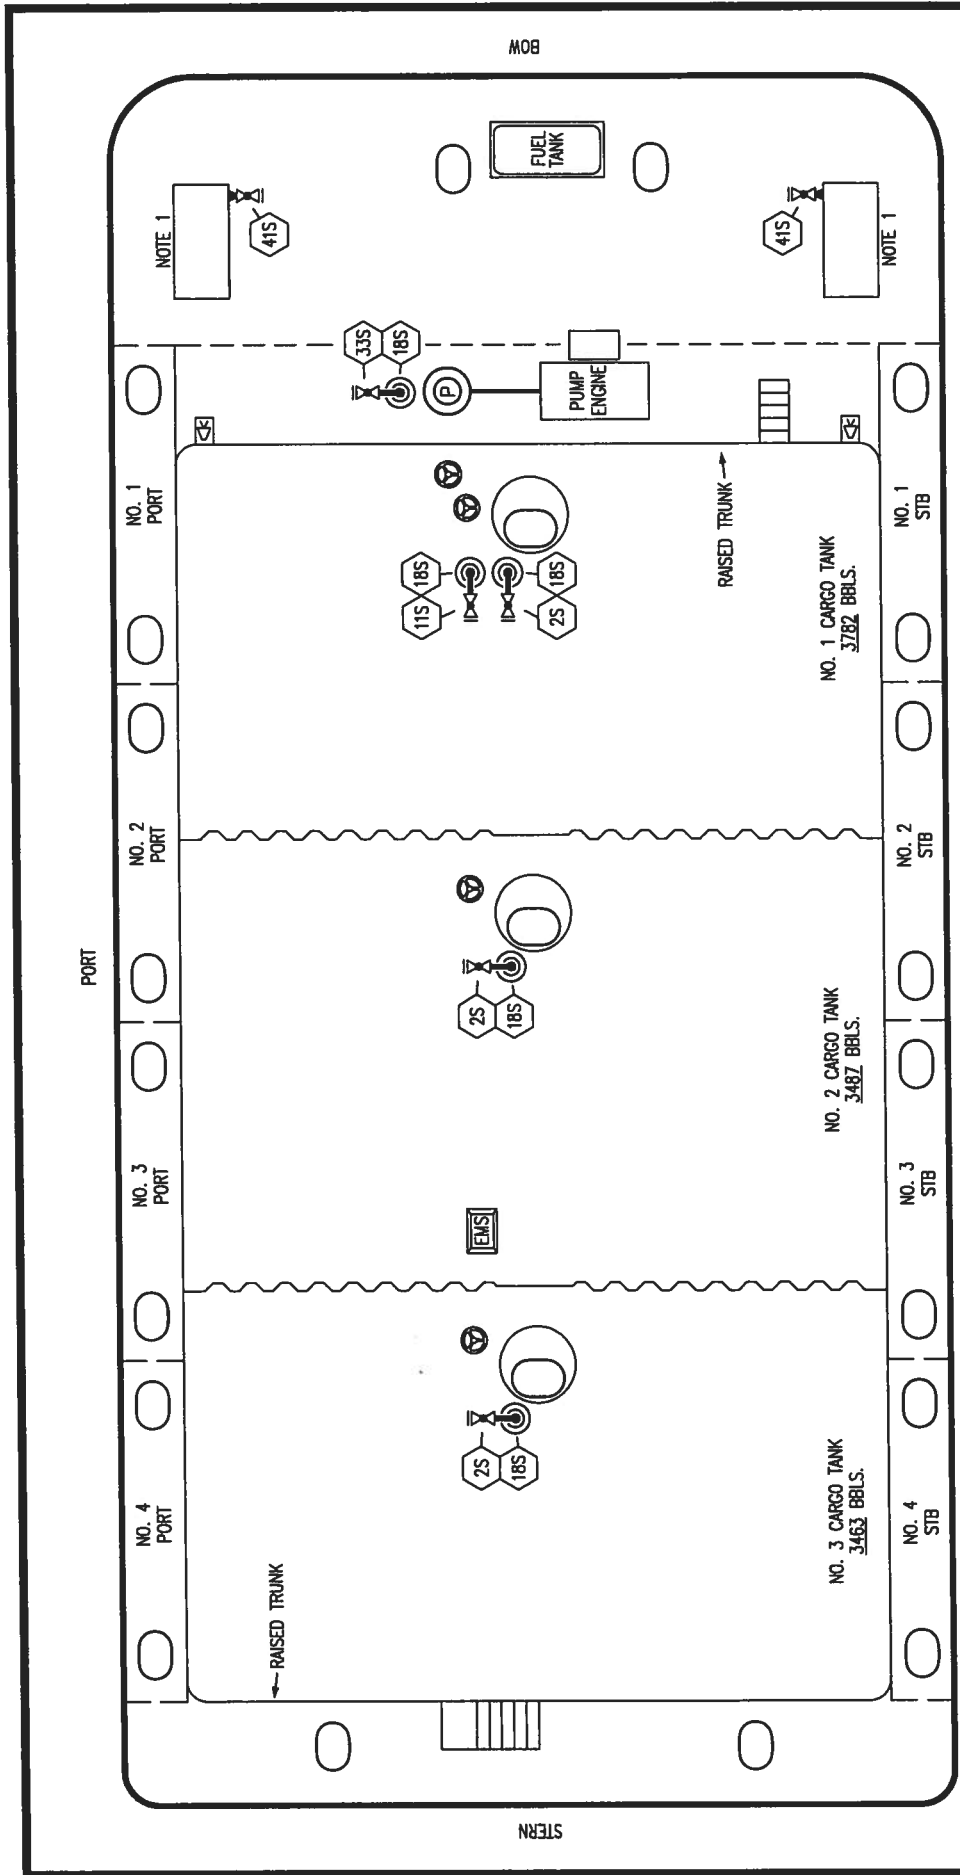 PORT
BOW
STERN
NOTE 1
41S
FUEL
TANK
41S
NOTE 1
33S
18S
P
PUMP
ENGINE
NO. 1
PORT
NO. 2
PORT
NO. 3
PORT
NO. 4
PORT
RAISED TRUNK
18S
11S
18S
2S
RAISED TRUNK
NO. 1 CARGO TANK
3782 BBLS.
2S
18S
EMS
NO. 2 CARGO TANK
3487 BBLS.
2S
18S
NO. 3 CARGO TANK
3463 BBLS.
NO. 4
STB
NO. 3
STB
NO. 2
STB
NO. 1
STB